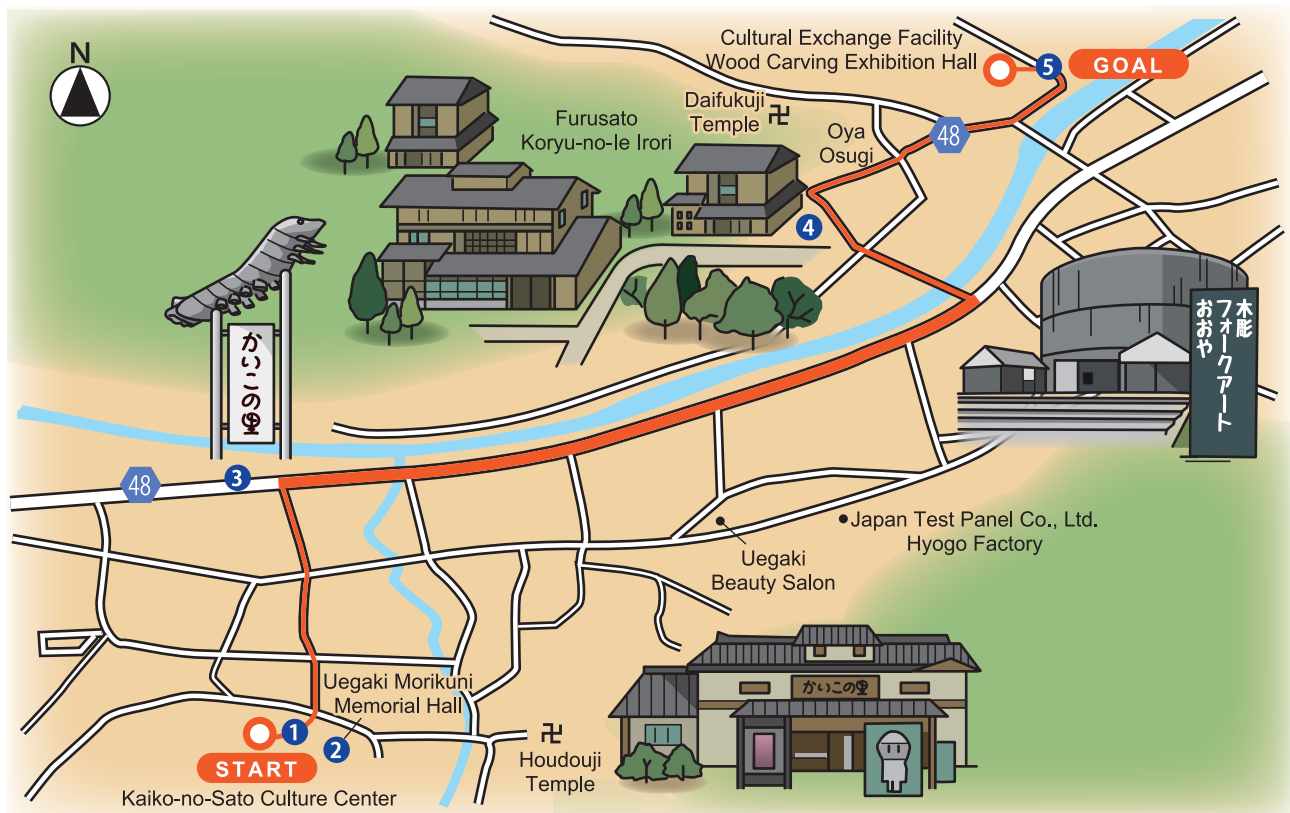 N
Cultural Exchange Facility
Wood Carving Exhibition Hall
5
GOAL
Daifukuji
Temple
Furusato
Koryu-no-Ie Irori
Oya
Osugi
48
4
木彫
フォークアート
おおや
かいこの里
48
3
Japan Test Panel Co., Ltd.
Hyogo Factory
Uegaki
Beauty Salon
かいこの里
Uegaki Morikuni
Memorial Hall
1
2
START
Kaiko-no-Sato Culture Center
Houdouji
Temple